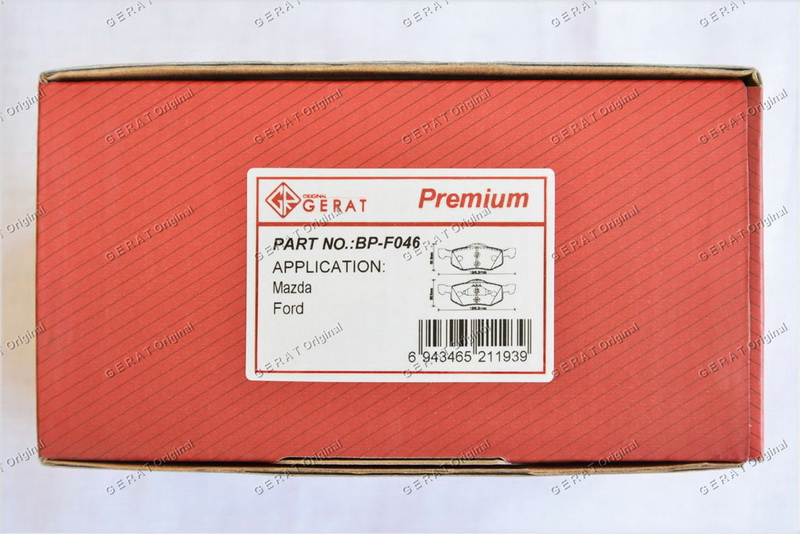 ORIGINAL
GERAT
Premium
PART NO.:BP-F046
APPLICATION:
Mazda
Ford
6 943465 211939
GERAT Original